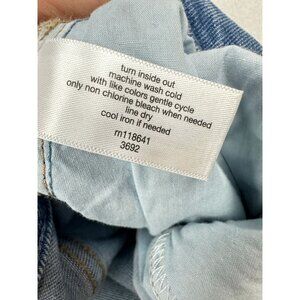 turn inside out
machine wash cold
with like colors gentle cycle
only non chlorine bleach when needed
line dry
cool iron if needed
rn118641
3692